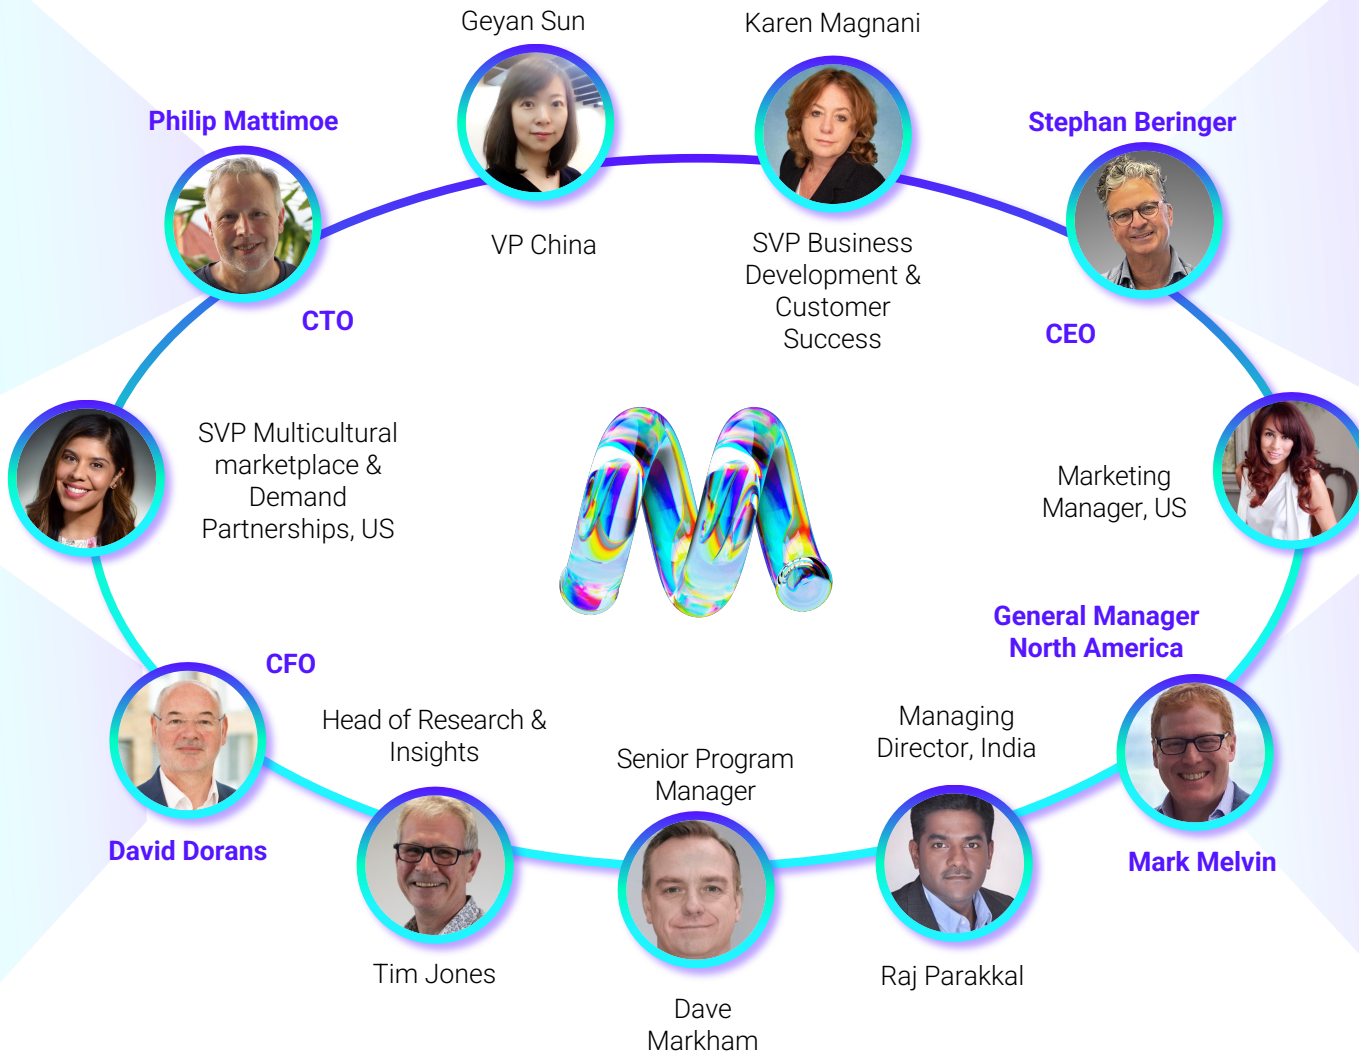 Geyan Sun
Karen Magnani
Philip Mattimoe
Stephan Beringer
VP China
SVP Business
Development &
Customer
Success
CTO
CEO
SVP Multicultural
marketplace &
Demand
Partnerships, US
Marketing
Manager, US
General Manager
North America
CFO
Head of Research &
Insights
Senior Program
Manager
Managing
Director, India
David Dorans
Mark Melvin
Tim Jones
Dave
Markham
Raj Parakkal